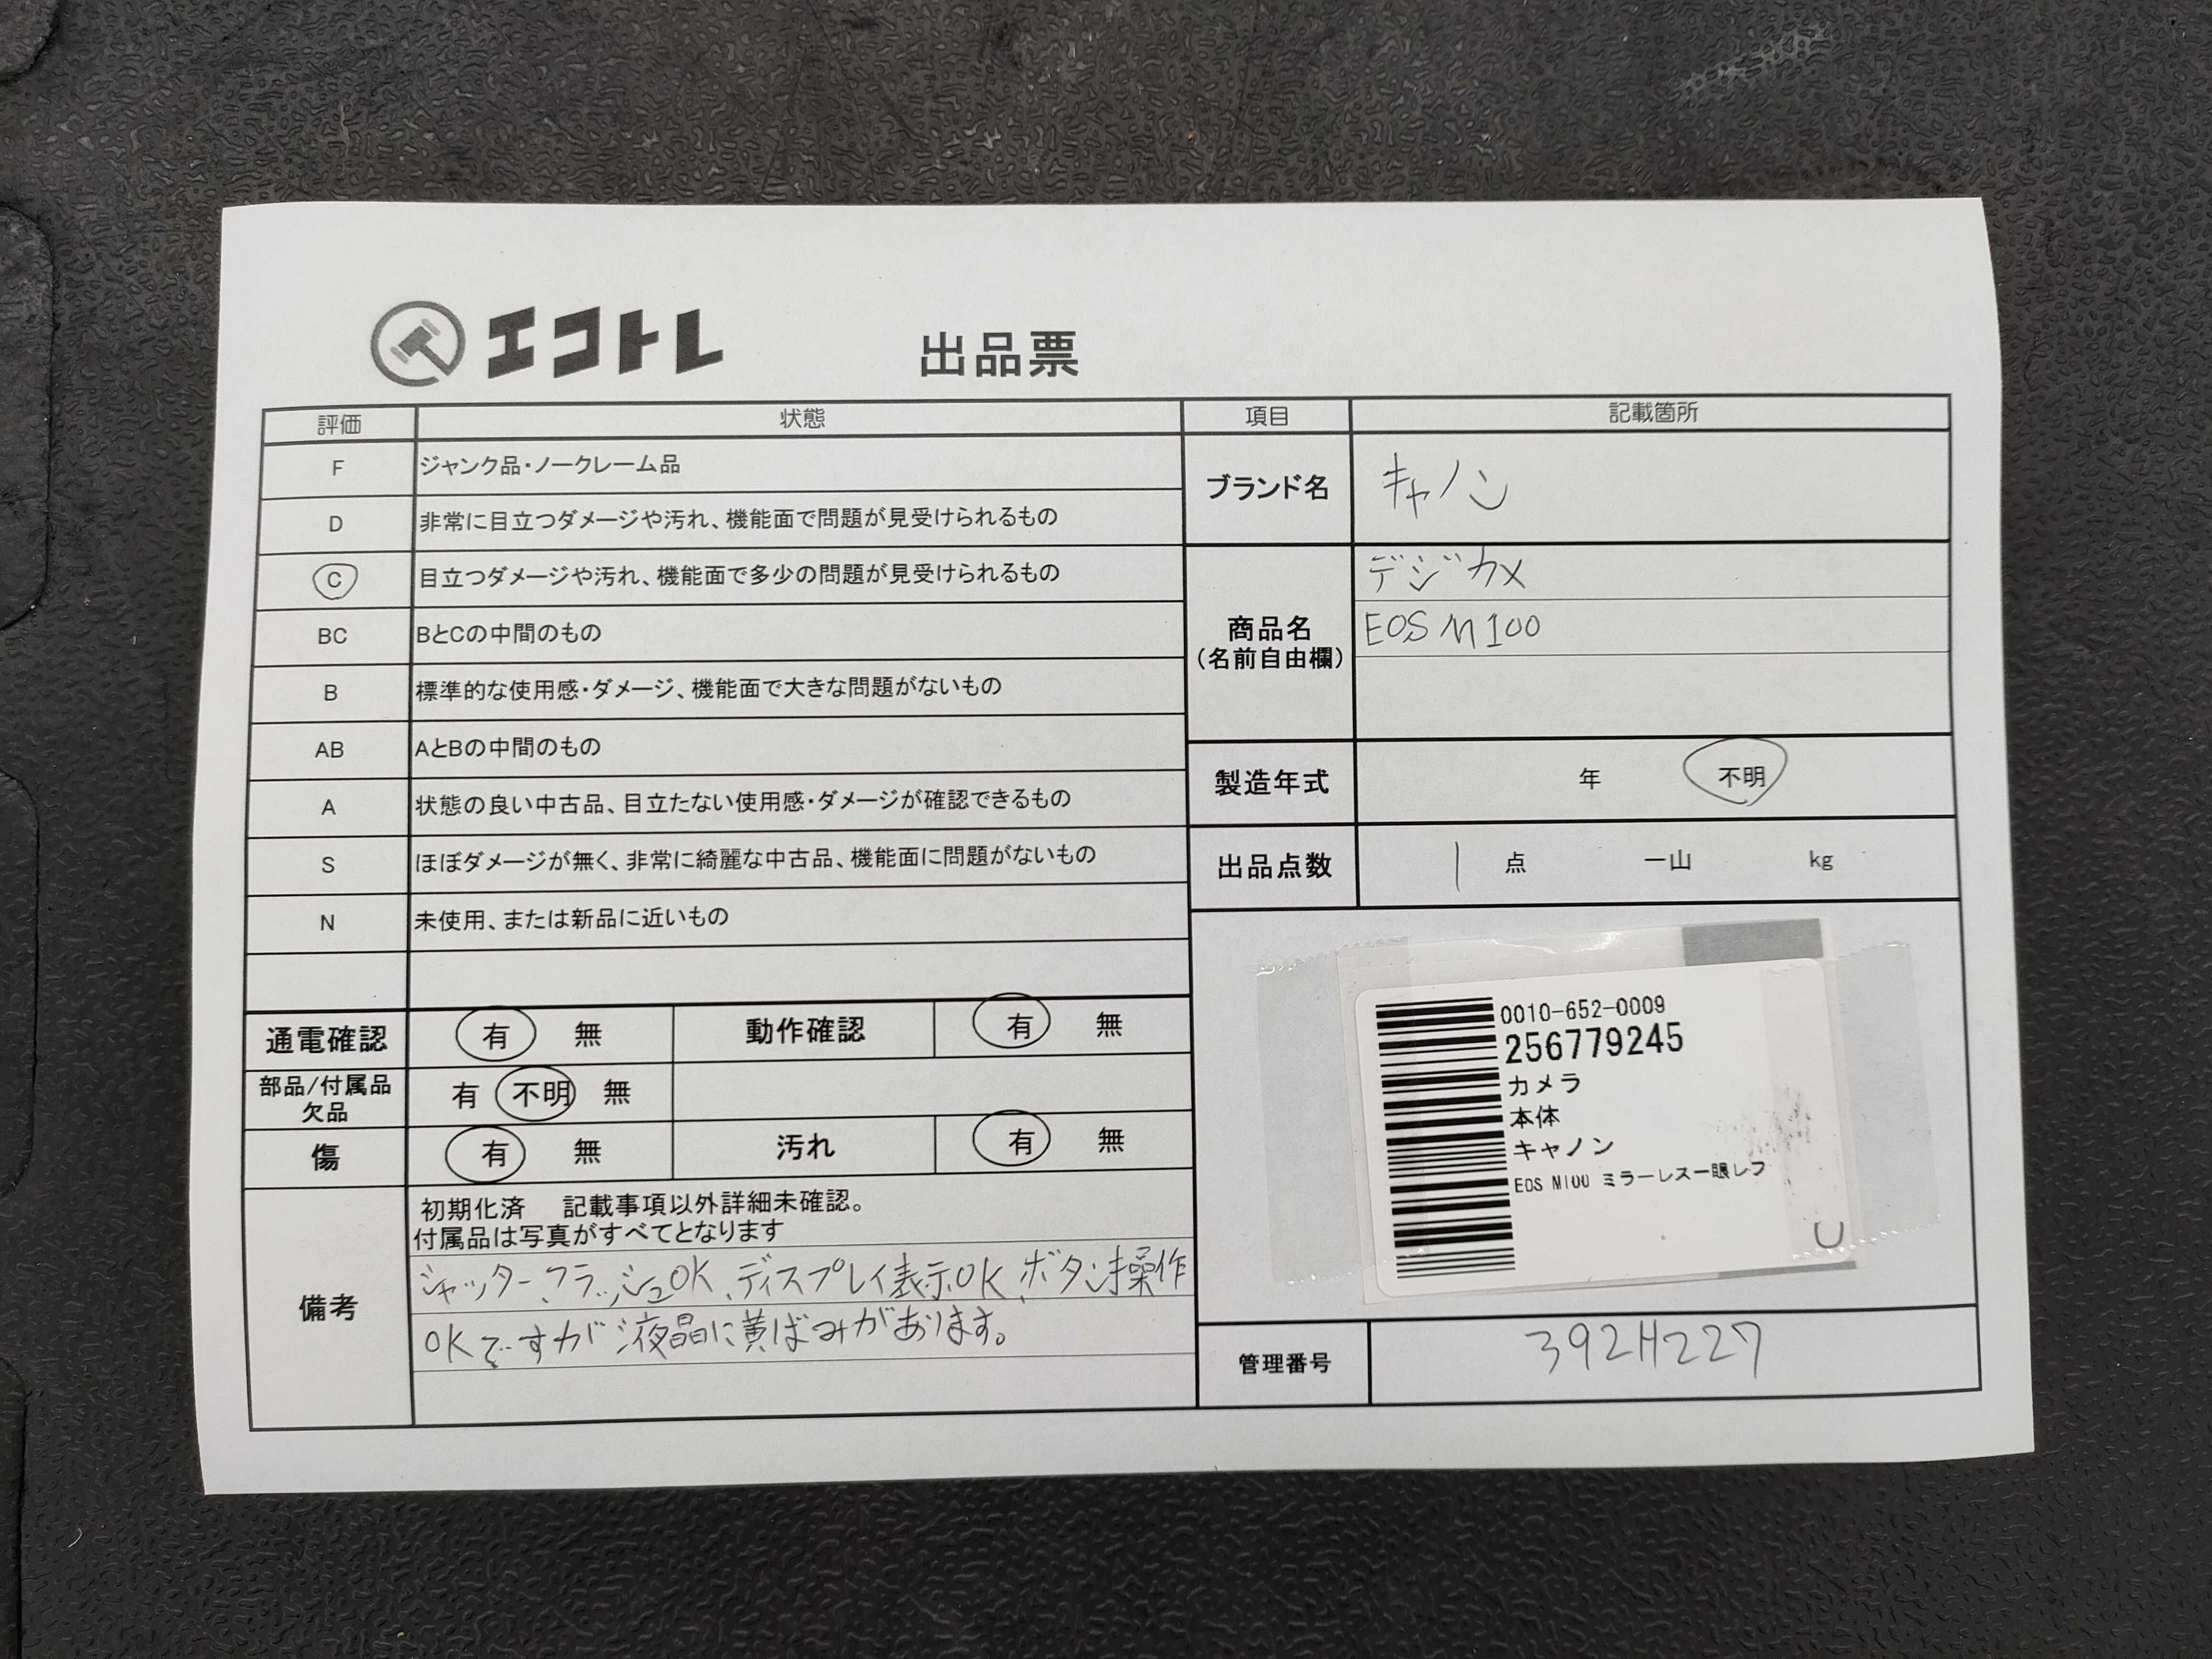 エコトレ 出品票
評価 状態
F ジャンク品・ノークレーム品
D 非常に目立つダメージや汚れ、機能面で問題が見受けられるもの
C 目立つダメージや汚れ、機能面で多少の問題が見受けられるもの
BC BとCの中間のもの
B 標準的な使用感・ダメージ、機能面で大きな問題がないもの
AB AとBの中間のもの
A 状態の良い中古品、目立たない使用感・ダメージが確認できるもの
S ほぼダメージが無く、非常に綺麗な中古品、機能面に問題がないもの
N 未使用、または新品に近いもの
通電確認 有 無 動作確認 有 無
部品/付属品
欠品 有 不明 無
傷 有 無 汚れ 有 無
備考
初期化済 記載事項以外詳細未確認。
付属品は写真がすべてとなります
シャッター、フラッシュOK、ディスプレイ表示OK、ボタン操作
OKですが液晶に黄ばみがあります。
項目 記載箇所
ブランド名 キャノン
商品名
(名前自由欄)
デジカメ
EOS M100
製造年式 年 不明
出品点数 1 点 一山 kg
0010-652-0009
256779245
カメラ
本体
キャノン
EOS M100 ミラーレス一眼レフ
U
管理番号 392H227